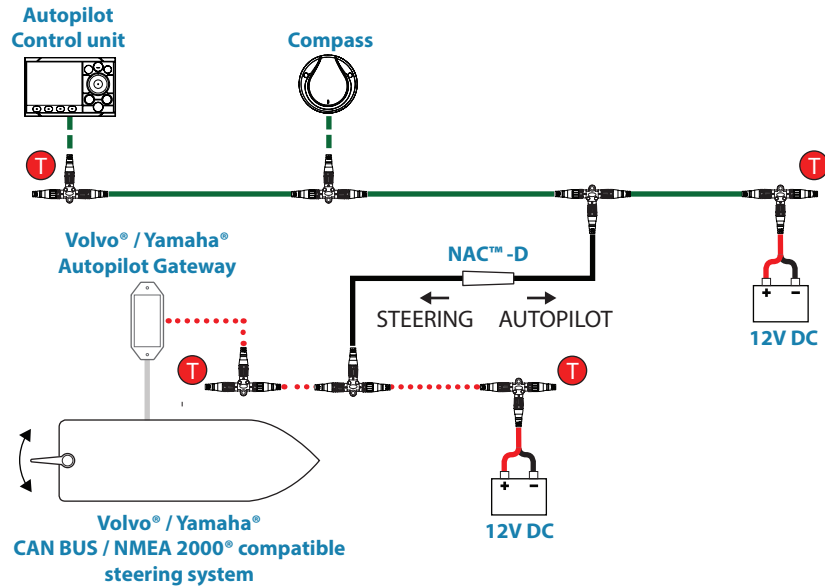 Autopilot
Control unit
Compass
T
T
Volvo® / Yamaha®
Autopilot Gateway
NAC™ -D
STEERING
AUTOPILOT
+ −
12V DC
T
T
+ −
12V DC
Volvo® / Yamaha®
CAN BUS / NMEA 2000® compatible
steering system